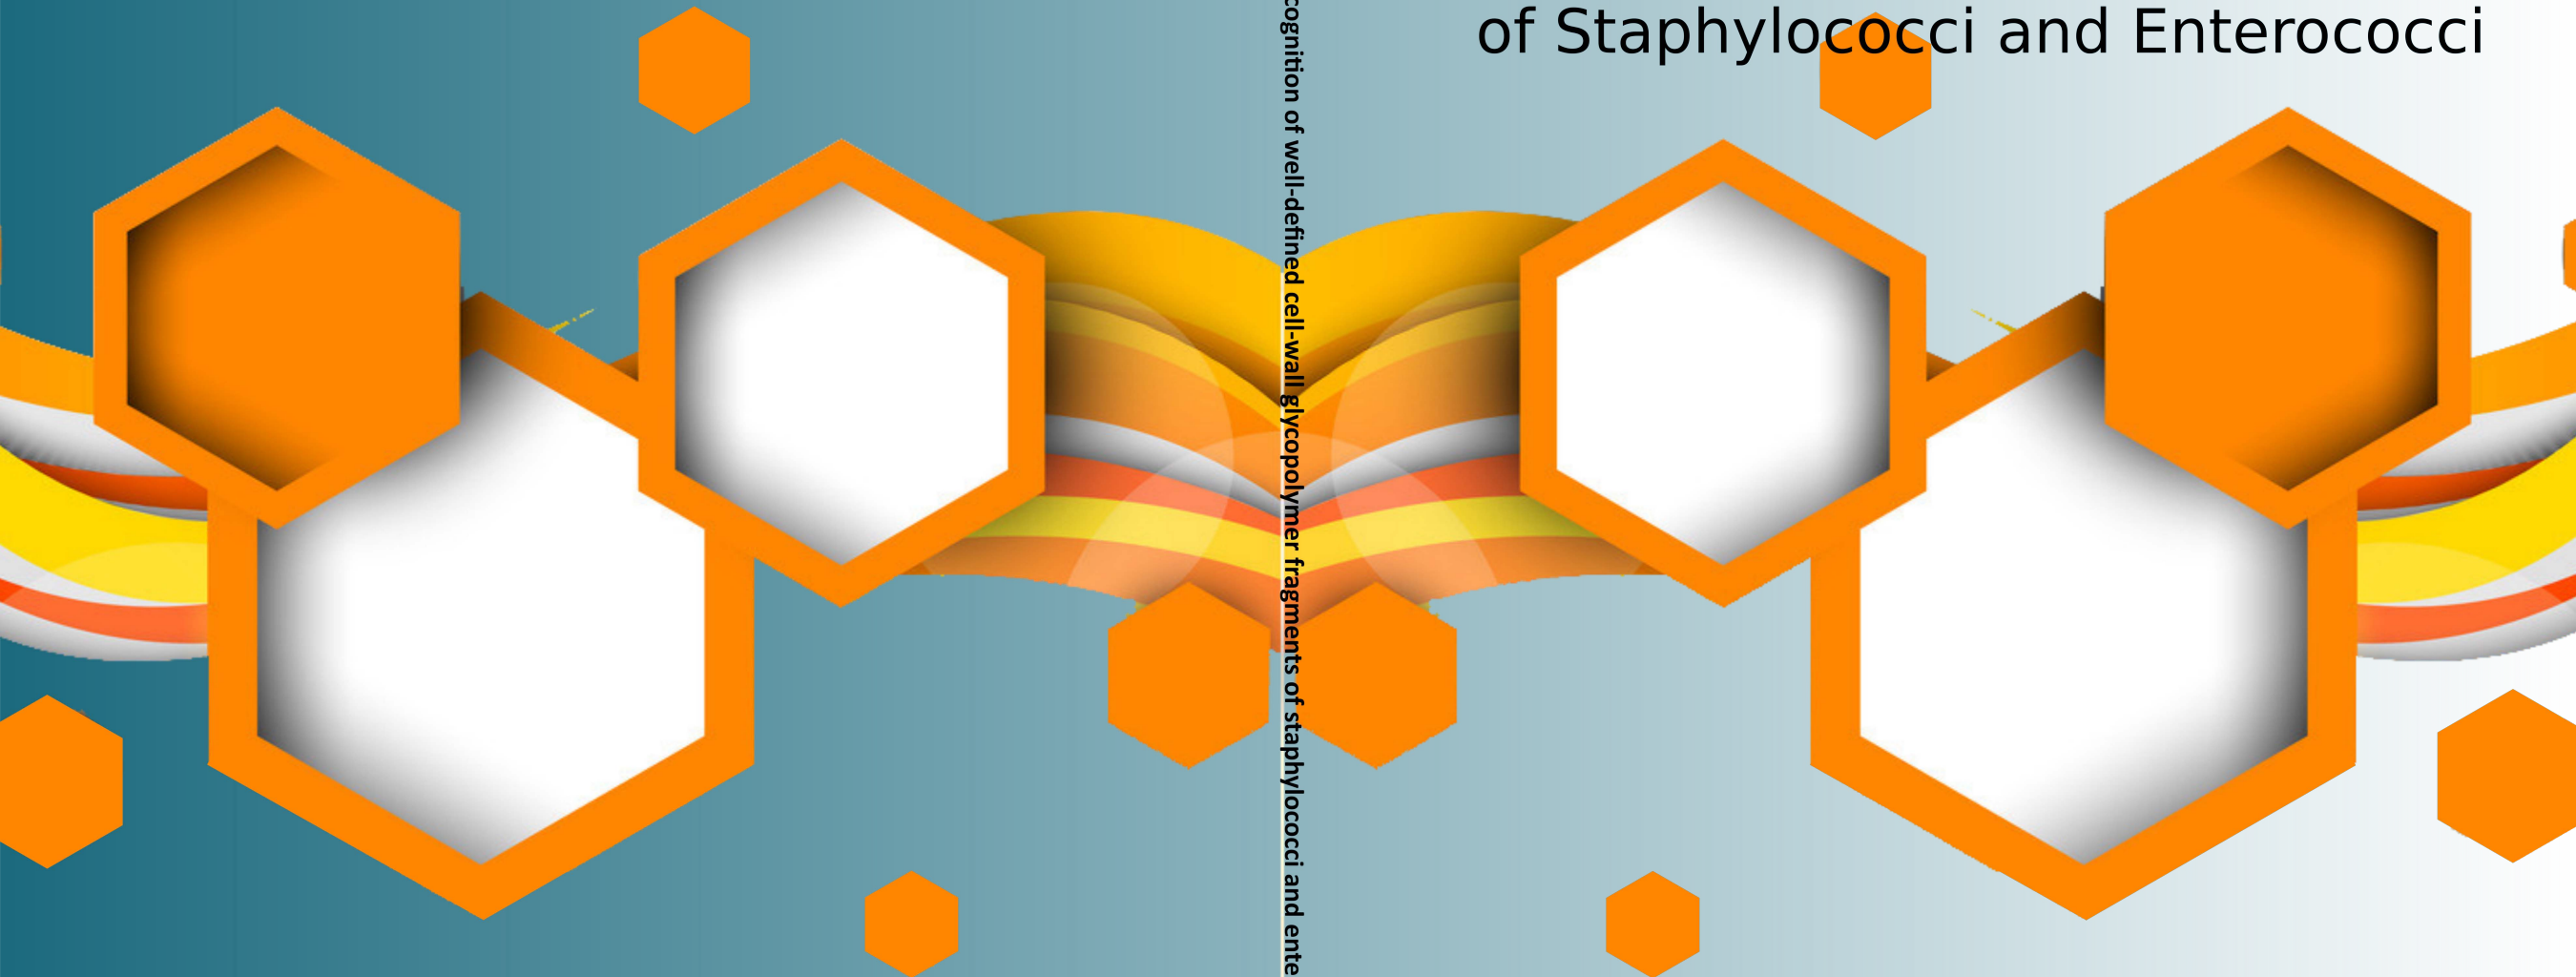 of Staphylococci and Enterococci
cognition of well-defined cell-wall glycopolymer fragments of staphylococci and ente